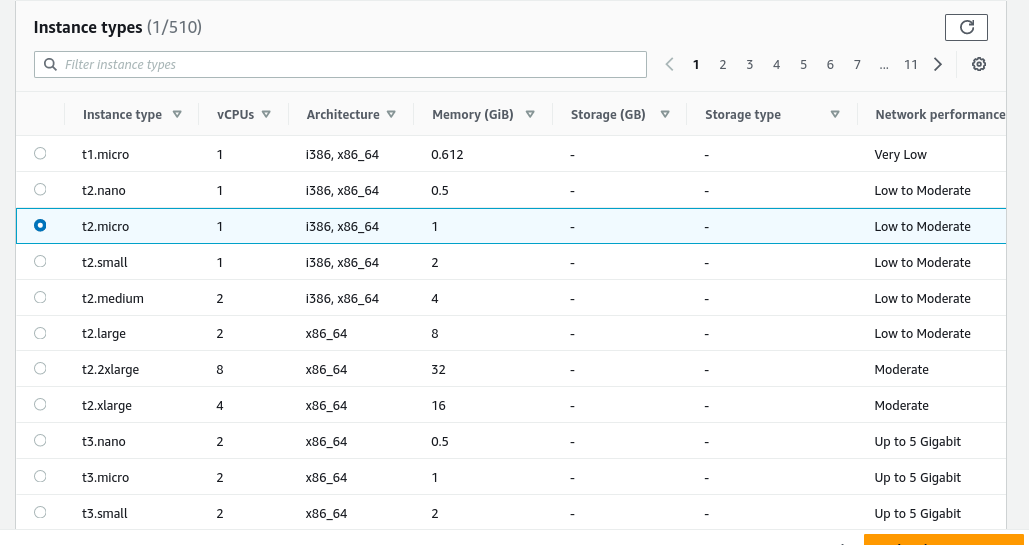 Instance types (1/510)
Filter instance types
1 2 3 4 5 6 7 ... 11
Instance type vCPUs Architecture Memory (GiB) Storage (GB) Storage type Network performance
t1.micro 1 i386, x86_64 0.612 - - Very Low
t2.nano 1 i386, x86_64 0.5 - - Low to Moderate
t2.micro 1 i386, x86_64 1 - - Low to Moderate
t2.small 1 i386, x86_64 2 - - Low to Moderate
t2.medium 2 i386, x86_64 4 - - Low to Moderate
t2.large 2 x86_64 8 - - Low to Moderate
t2.2xlarge 8 x86_64 32 - - Moderate
t2.xlarge 4 x86_64 16 - - Moderate
t3.nano 2 x86_64 0.5 - - Up to 5 Gigabit
t3.micro 2 x86_64 1 - - Up to 5 Gigabit
t3.small 2 x86_64 2 - - Up to 5 Gigabit